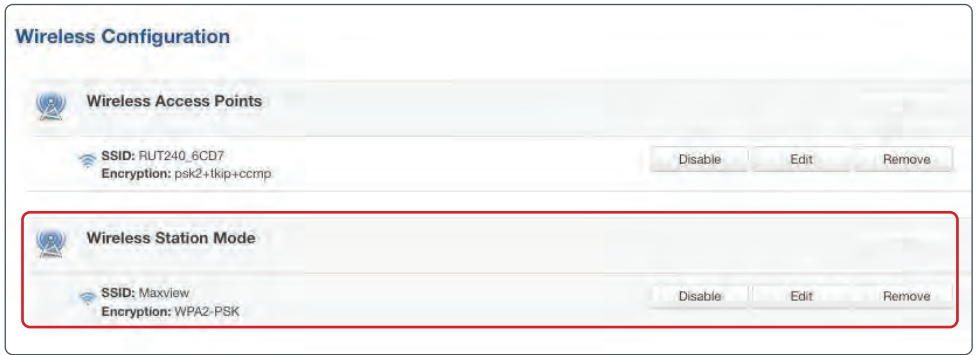 Wireless Configuration
Wireless Access Points
SSID: RUT240_6CD7
Encryption: psk2+tkip+ccmp
Disable Edit Remove
Wireless Station Mode
SSID: Maxview
Encryption: WPA2-PSK
Disable Edit Remove